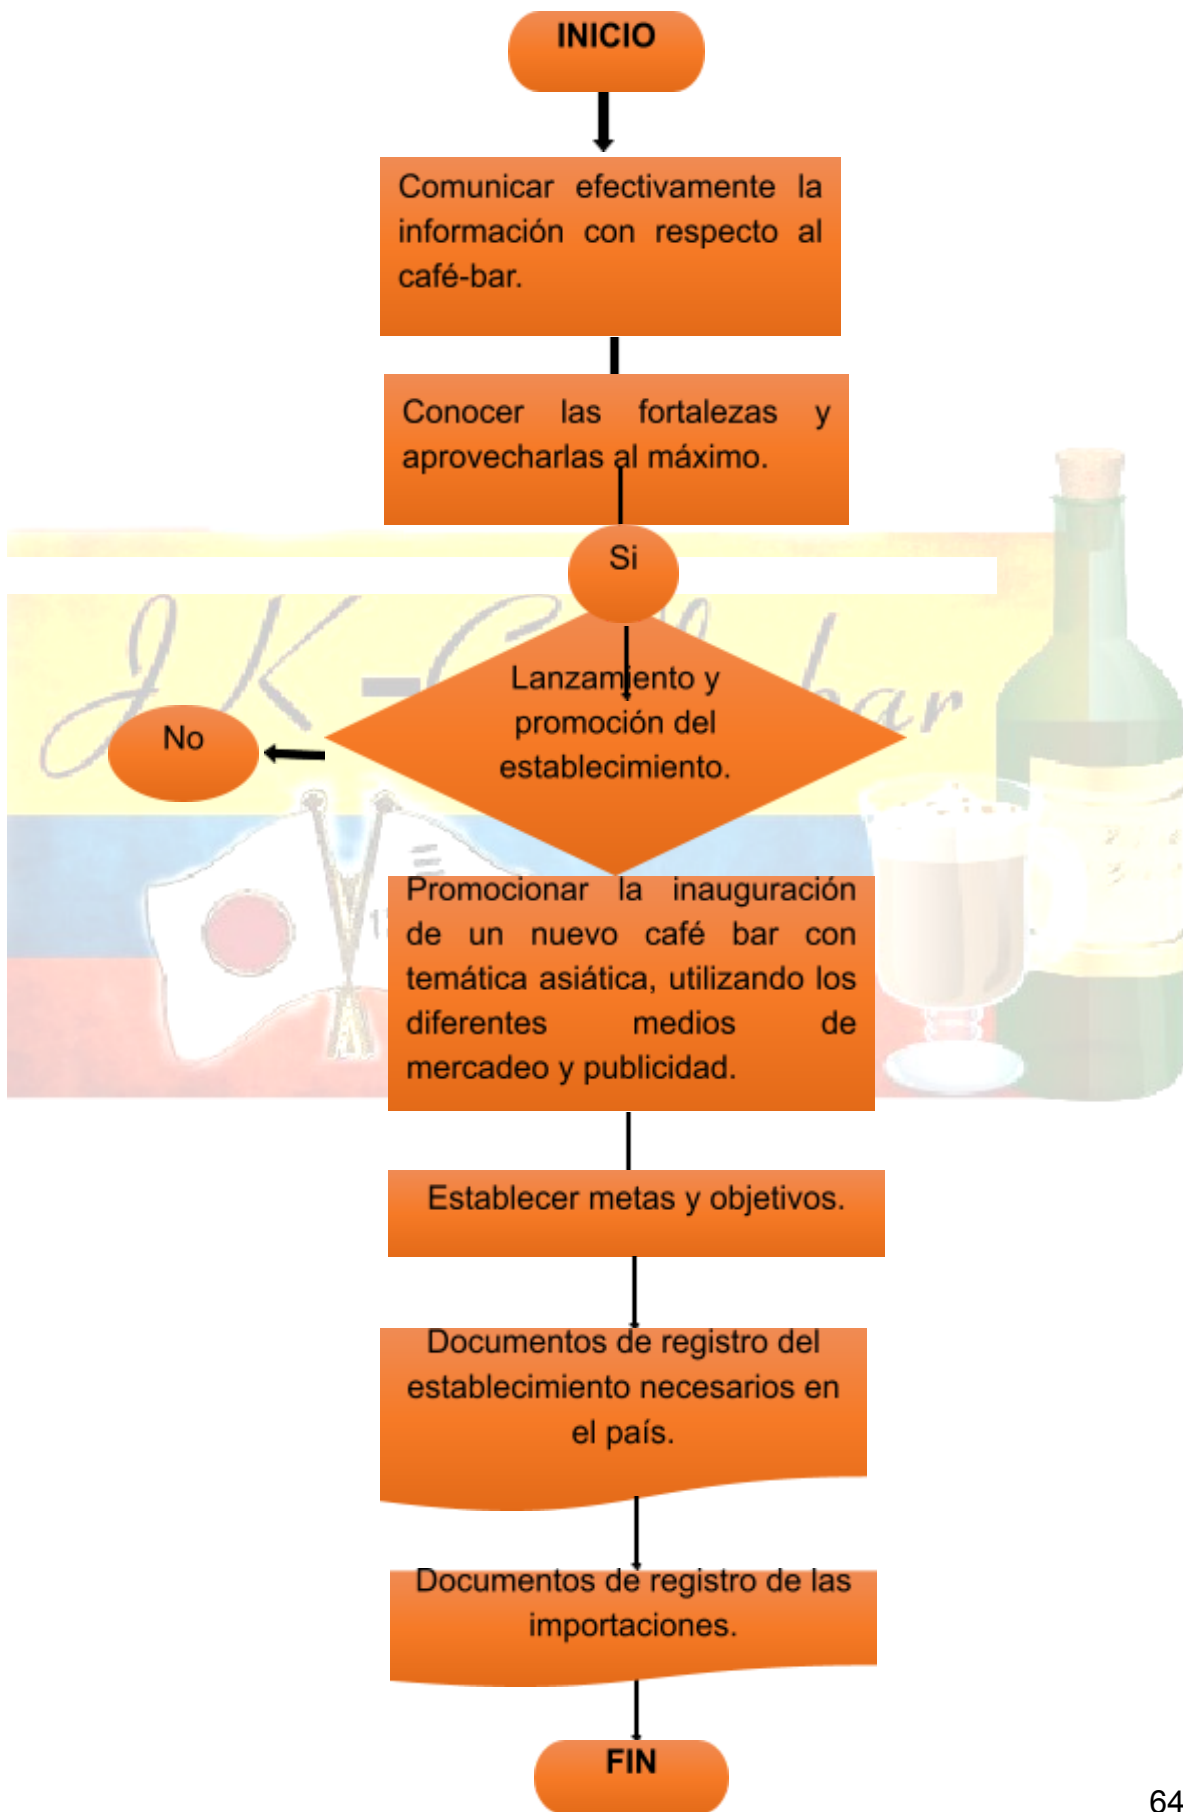 INICIO
Comunicar efectivamente la
información con respecto al
café-bar.
Conocer las fortalezas y
aprovecharlas al máximo.
Si
Lanzamiento y
promoción del
establecimiento.
No
Promocionar la inauguración
de un nuevo café bar con
temática asiática, utilizando los
diferentes medios de
mercadeo y publicidad.
Establecer metas y objetivos.
Documentos de registro del
establecimiento necesarios en
el país.
Documentos de registro de las
importaciones.
FIN
64
JK-C
bar